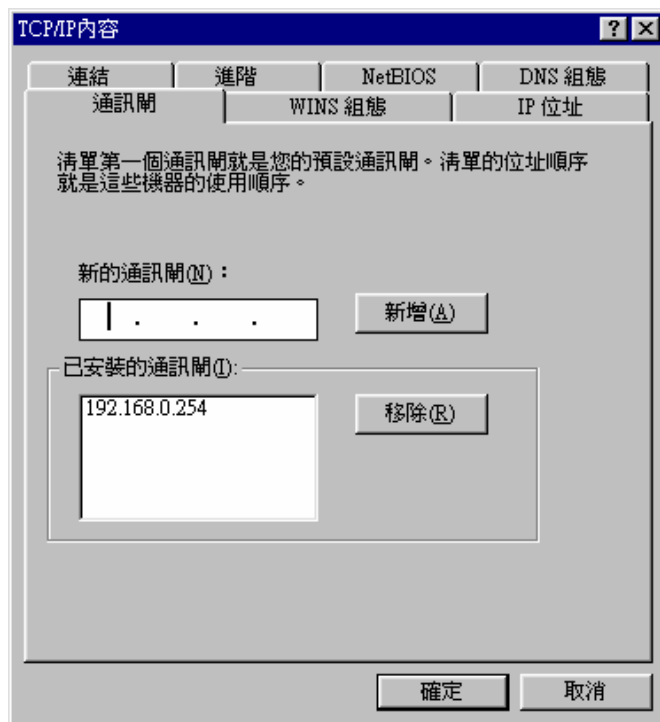 TCP/IP內容
連結 進階 NetBIOS DNS 組態
通訊閘 WINS 組態 IP 位址
清單第一個通訊閘就是您的預設通訊閘。清單的位址順序
就是這些機器的使用順序。
新的通訊閘(N)：
. . .
新增(A)
已安裝的通訊閘(I):
192.168.0.254
移除(R)
確定 取消